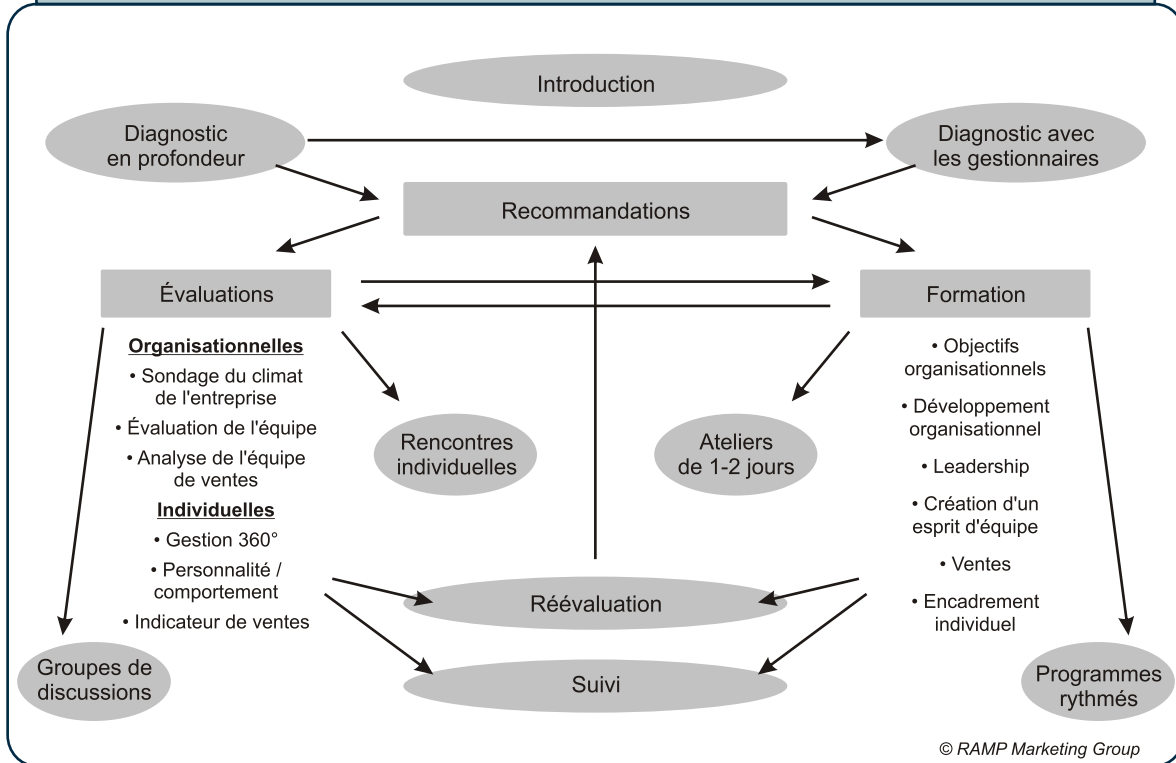 Introduction
Diagnostic
en profondeur
Diagnostic avec
les gestionnaires
Recommandations
Évaluations
Formation
Organisationnelles
• Sondage du climat
de l'entreprise
• Évaluation de l'équipe
• Analyse de l'équipe
de ventes
Individuelles
• Gestion 360°
• Personnalité /
comportement
• Indicateur de ventes
Rencontres
individuelles
Ateliers
de 1-2 jours
• Objectifs
organisationnels
• Développement
organisationnel
• Leadership
• Création d'un
esprit d'équipe
• Ventes
• Encadrement
individuel
Réévaluation
Suivi
Groupes de
discussions
Programmes
rythmés
© RAMP Marketing Group